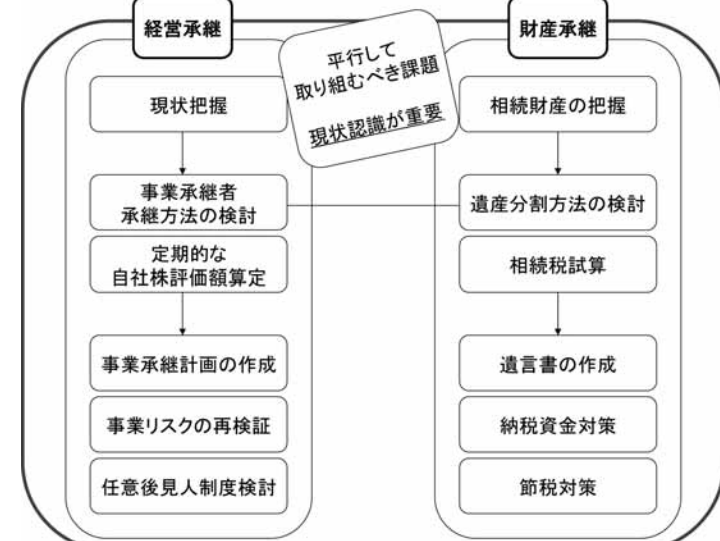 経営承継
財産承継
平行して
取り組むべき課題
現状認識が重要
現状把握
事業承継者
承継方法の検討
定期的な
自社株評価額算定
事業承継計画の作成
事業リスクの再検証
任意後見人制度検討
相続財産の把握
遺産分割方法の検討
相続税試算
遺言書の作成
納税資金対策
節税対策